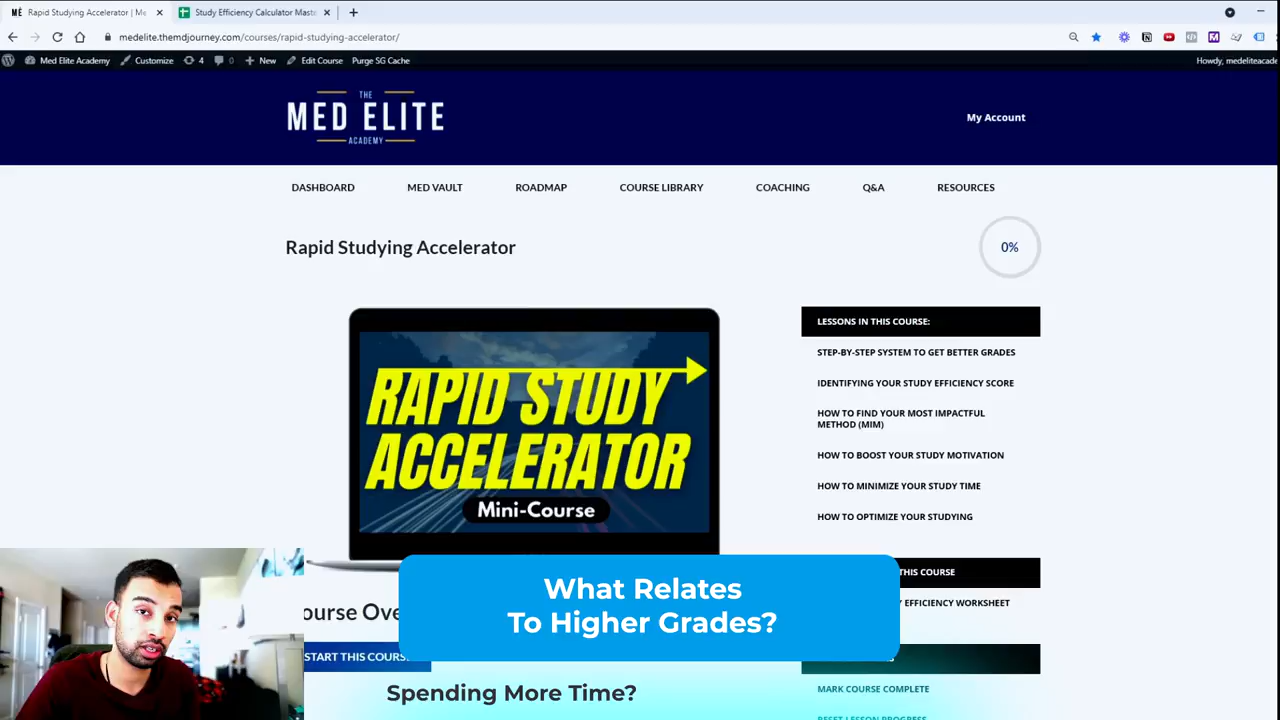 MÉ Rapid Studying Accelerator | M
Study Efficiency Calculator Maste
medelite.themdjourney.com/courses/rapid-studying-accelerator/
Med Elite Academy Customize 4 0 New Edit Course Purge SG Cache Howdy, medeliteacade
THE
MED ELITE
ACADEMY
My Account
DASHBOARD MED VAULT ROADMAP COURSE LIBRARY COACHING Q&A RESOURCES
Rapid Studying Accelerator
0%
RAPID STUDY
ACCELERATOR
Mini-Course
LESSONS IN THIS COURSE:
STEP-BY-STEP SYSTEM TO GET BETTER GRADES
IDENTIFYING YOUR STUDY EFFICIENCY SCORE
HOW TO FIND YOUR MOST IMPACTFUL
METHOD (MIM)
HOW TO BOOST YOUR STUDY MOTIVATION
HOW TO MINIMIZE YOUR STUDY TIME
HOW TO OPTIMIZE YOUR STUDYING
THIS COURSE
EFFICIENCY WORKSHEET
MARK COURSE COMPLETE
RESET LESSON PROGRESS
ourse Ove
START THIS COURS
What Relates
To Higher Grades?
Spending More Time?